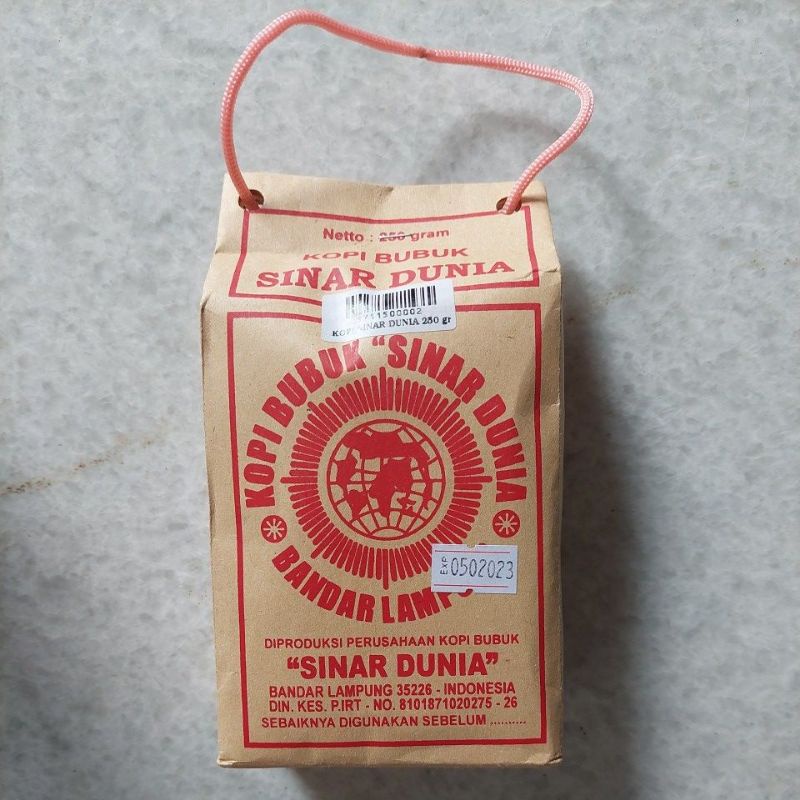 Netto : 250 gram
KOPI BUBUK
SINAR DUNIA
11500002
KOPI SINAR DUNIA 250 gr
KOPI BUBUK "SINAR DUNIA
BANDAR LAMP
EXP 0502023
DIPRODUKSI PERUSAHAAN KOPI BUBUK
"SINAR DUNIA"
BANDAR LAMPUNG 35226 - INDONESIA
DIN. KES. P.IRT - NO. 8101871020275 - 26
SEBAIKNYA DIGUNAKAN SEBELUM ..........